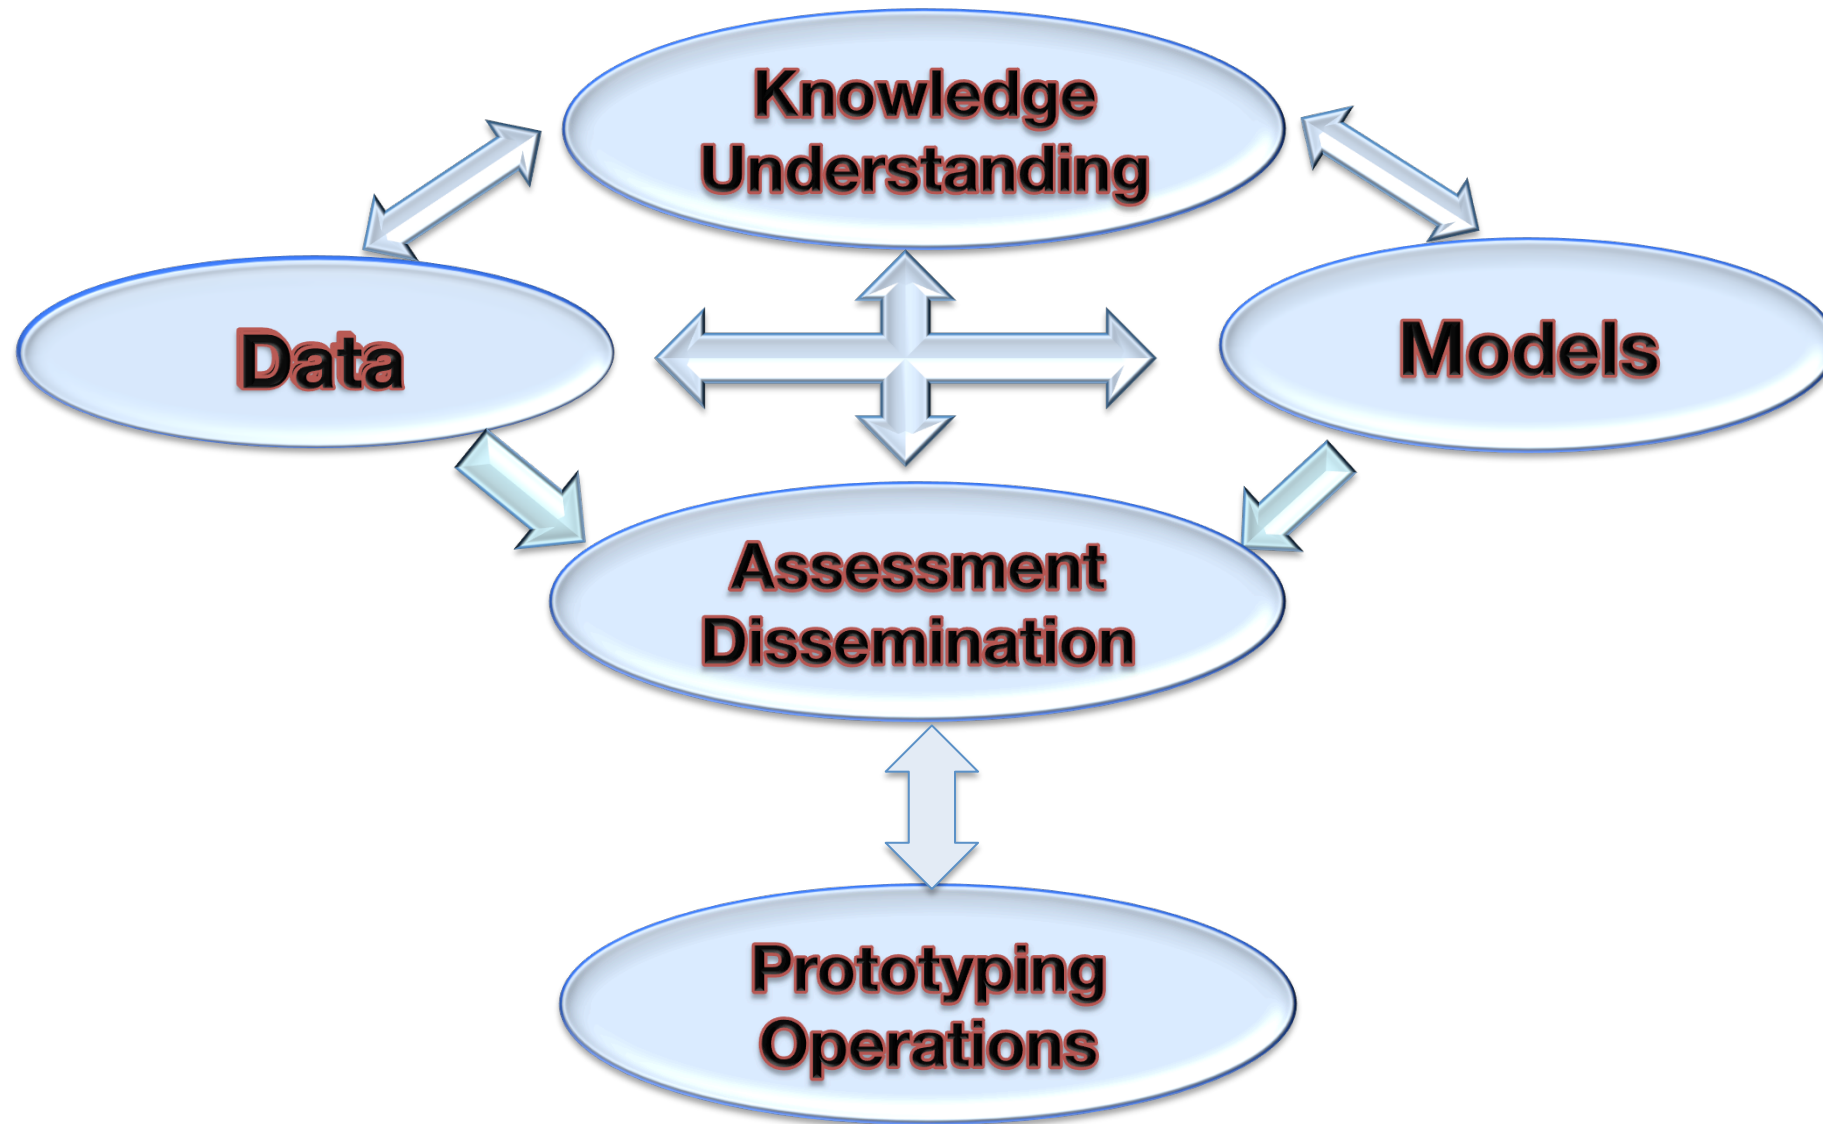 Knowledge
Understanding
Data
Models
Assessment
Dissemination
Prototyping
Operations